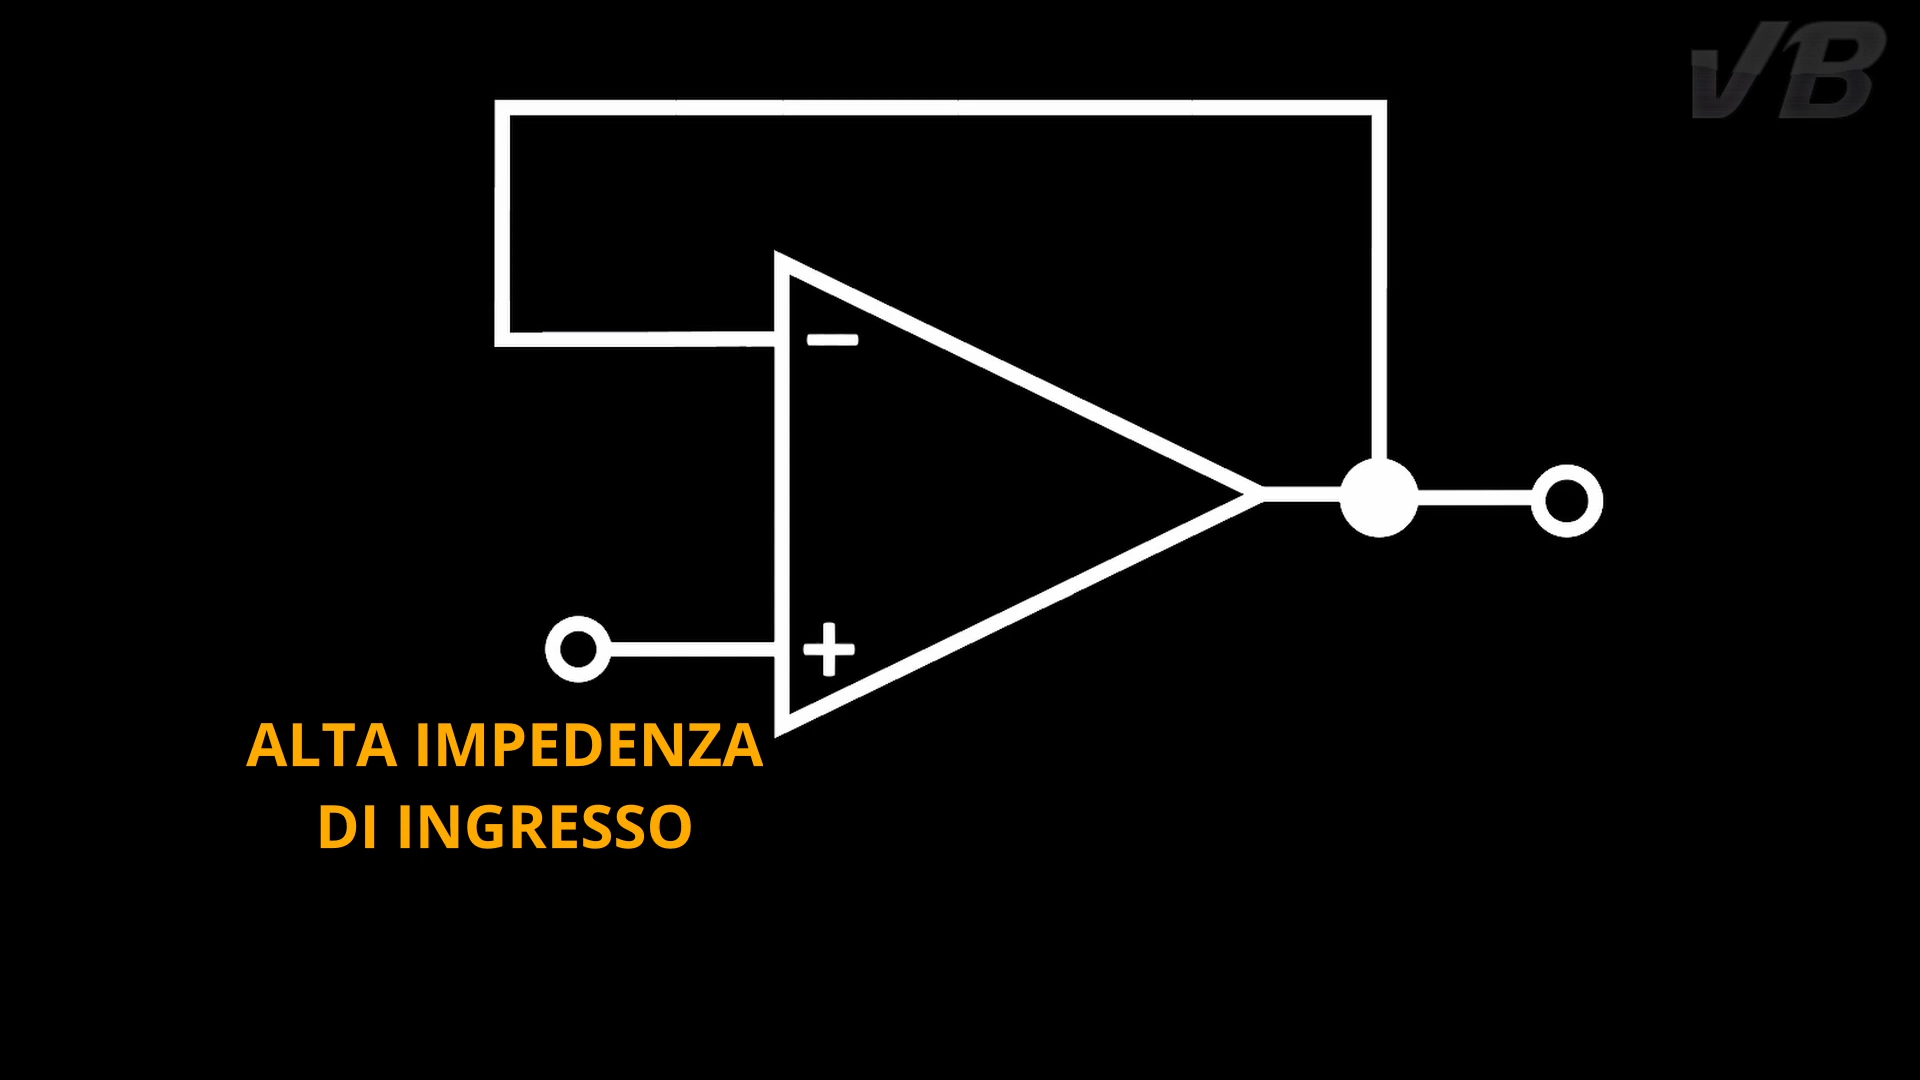 VB
−
+
ALTA IMPEDENZA
DI INGRESSO